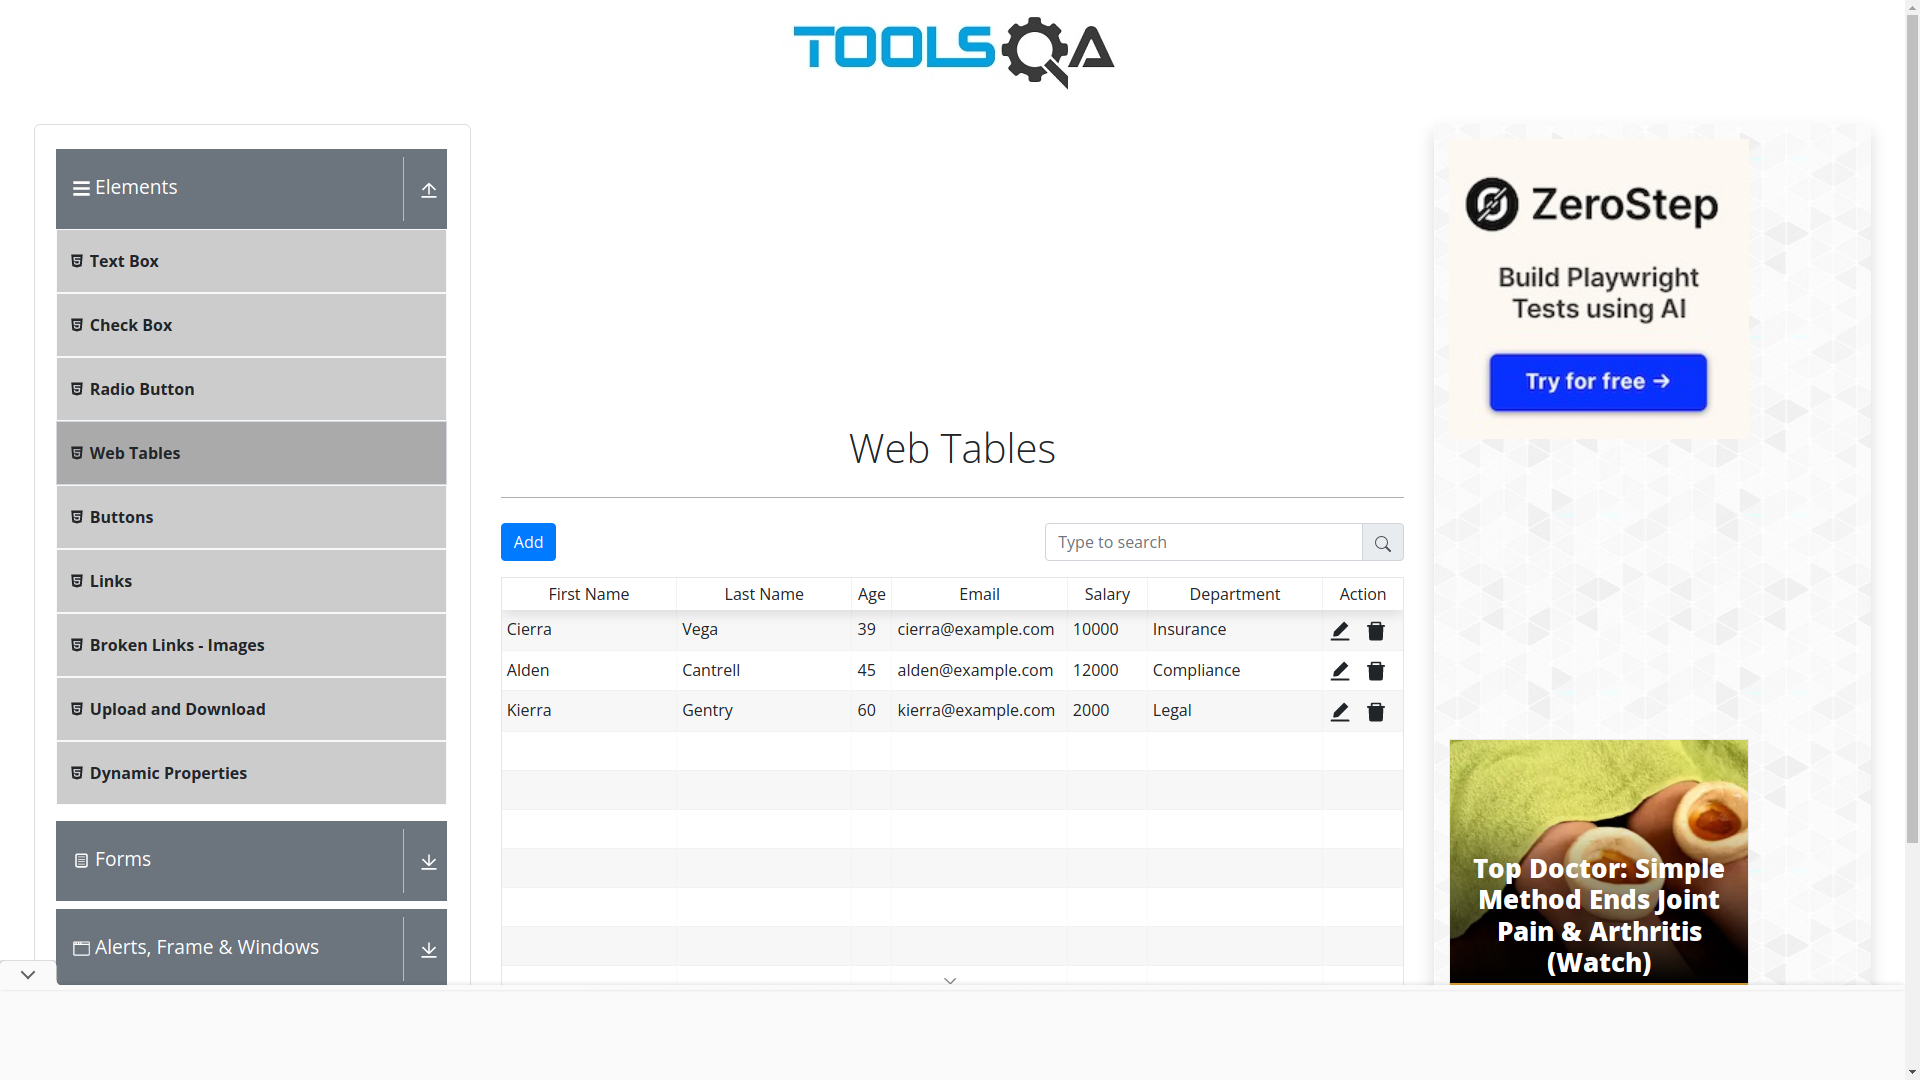 TOOLSQA
Elements
Text Box
Check Box
Radio Button
Web Tables
Buttons
Links
Broken Links - Images
Upload and Download
Dynamic Properties
Forms
Alerts, Frame & Windows
Web Tables
Add
Type to search
First Name Last Name Age Email Salary Department Action
Cierra Vega 39 cierra@example.com 10000 Insurance
Alden Cantrell 45 alden@example.com 12000 Compliance
Kierra Gentry 60 kierra@example.com 2000 Legal
ZeroStep
Build Playwright
Tests using AI
Try for free →
Top Doctor: Simple
Method Ends Joint
Pain & Arthritis
(Watch)